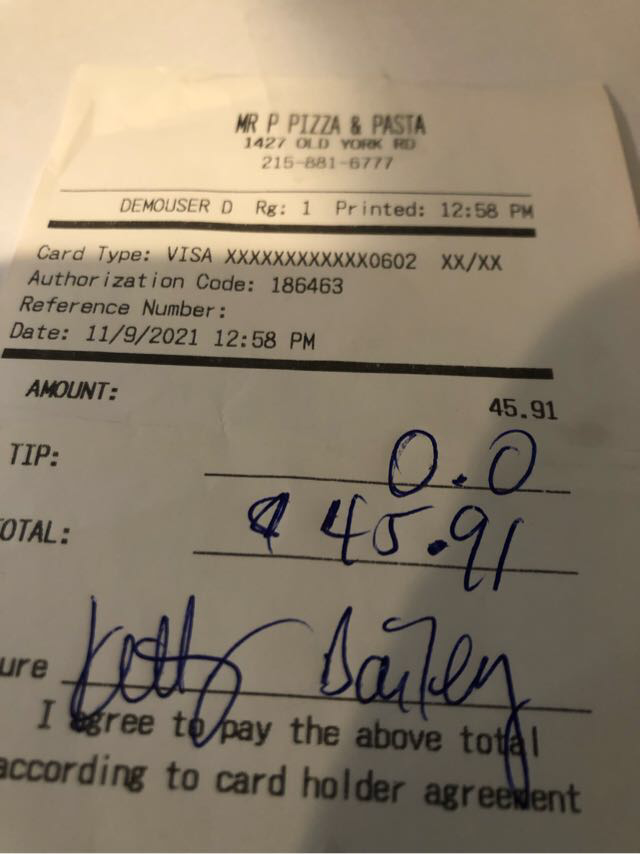 MR P PIZZA & PASTA
1427 OLD YORK RD
215-881-6777
DEMOUSER D Rg: 1 Printed: 12:58 PM
Card Type: VISA XXXXXXXXXXXX0602 XX/XX
Authorization Code: 186463
Reference Number:
Date: 11/9/2021 12:58 PM
AMOUNT: 45.91
TIP: 0.0
OTAL: 45.91
ure Bailey
I agree to pay the above total
according to card holder agreement